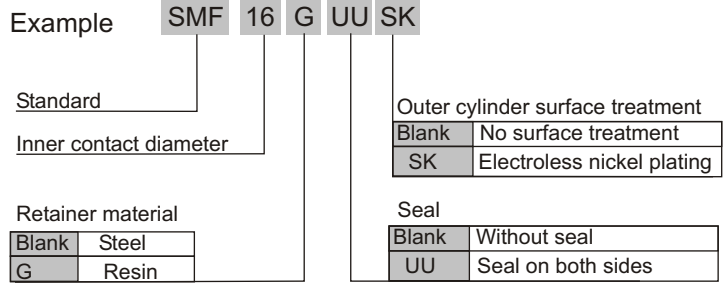 Example SMF 16 G UU SK
Standard
Inner contact diameter
Outer cylinder surface treatment
Blank No surface treatment
SK Electroless nickel plating
Retainer material
Blank Steel
G Resin
Seal
Blank Without seal
UU Seal on both sides